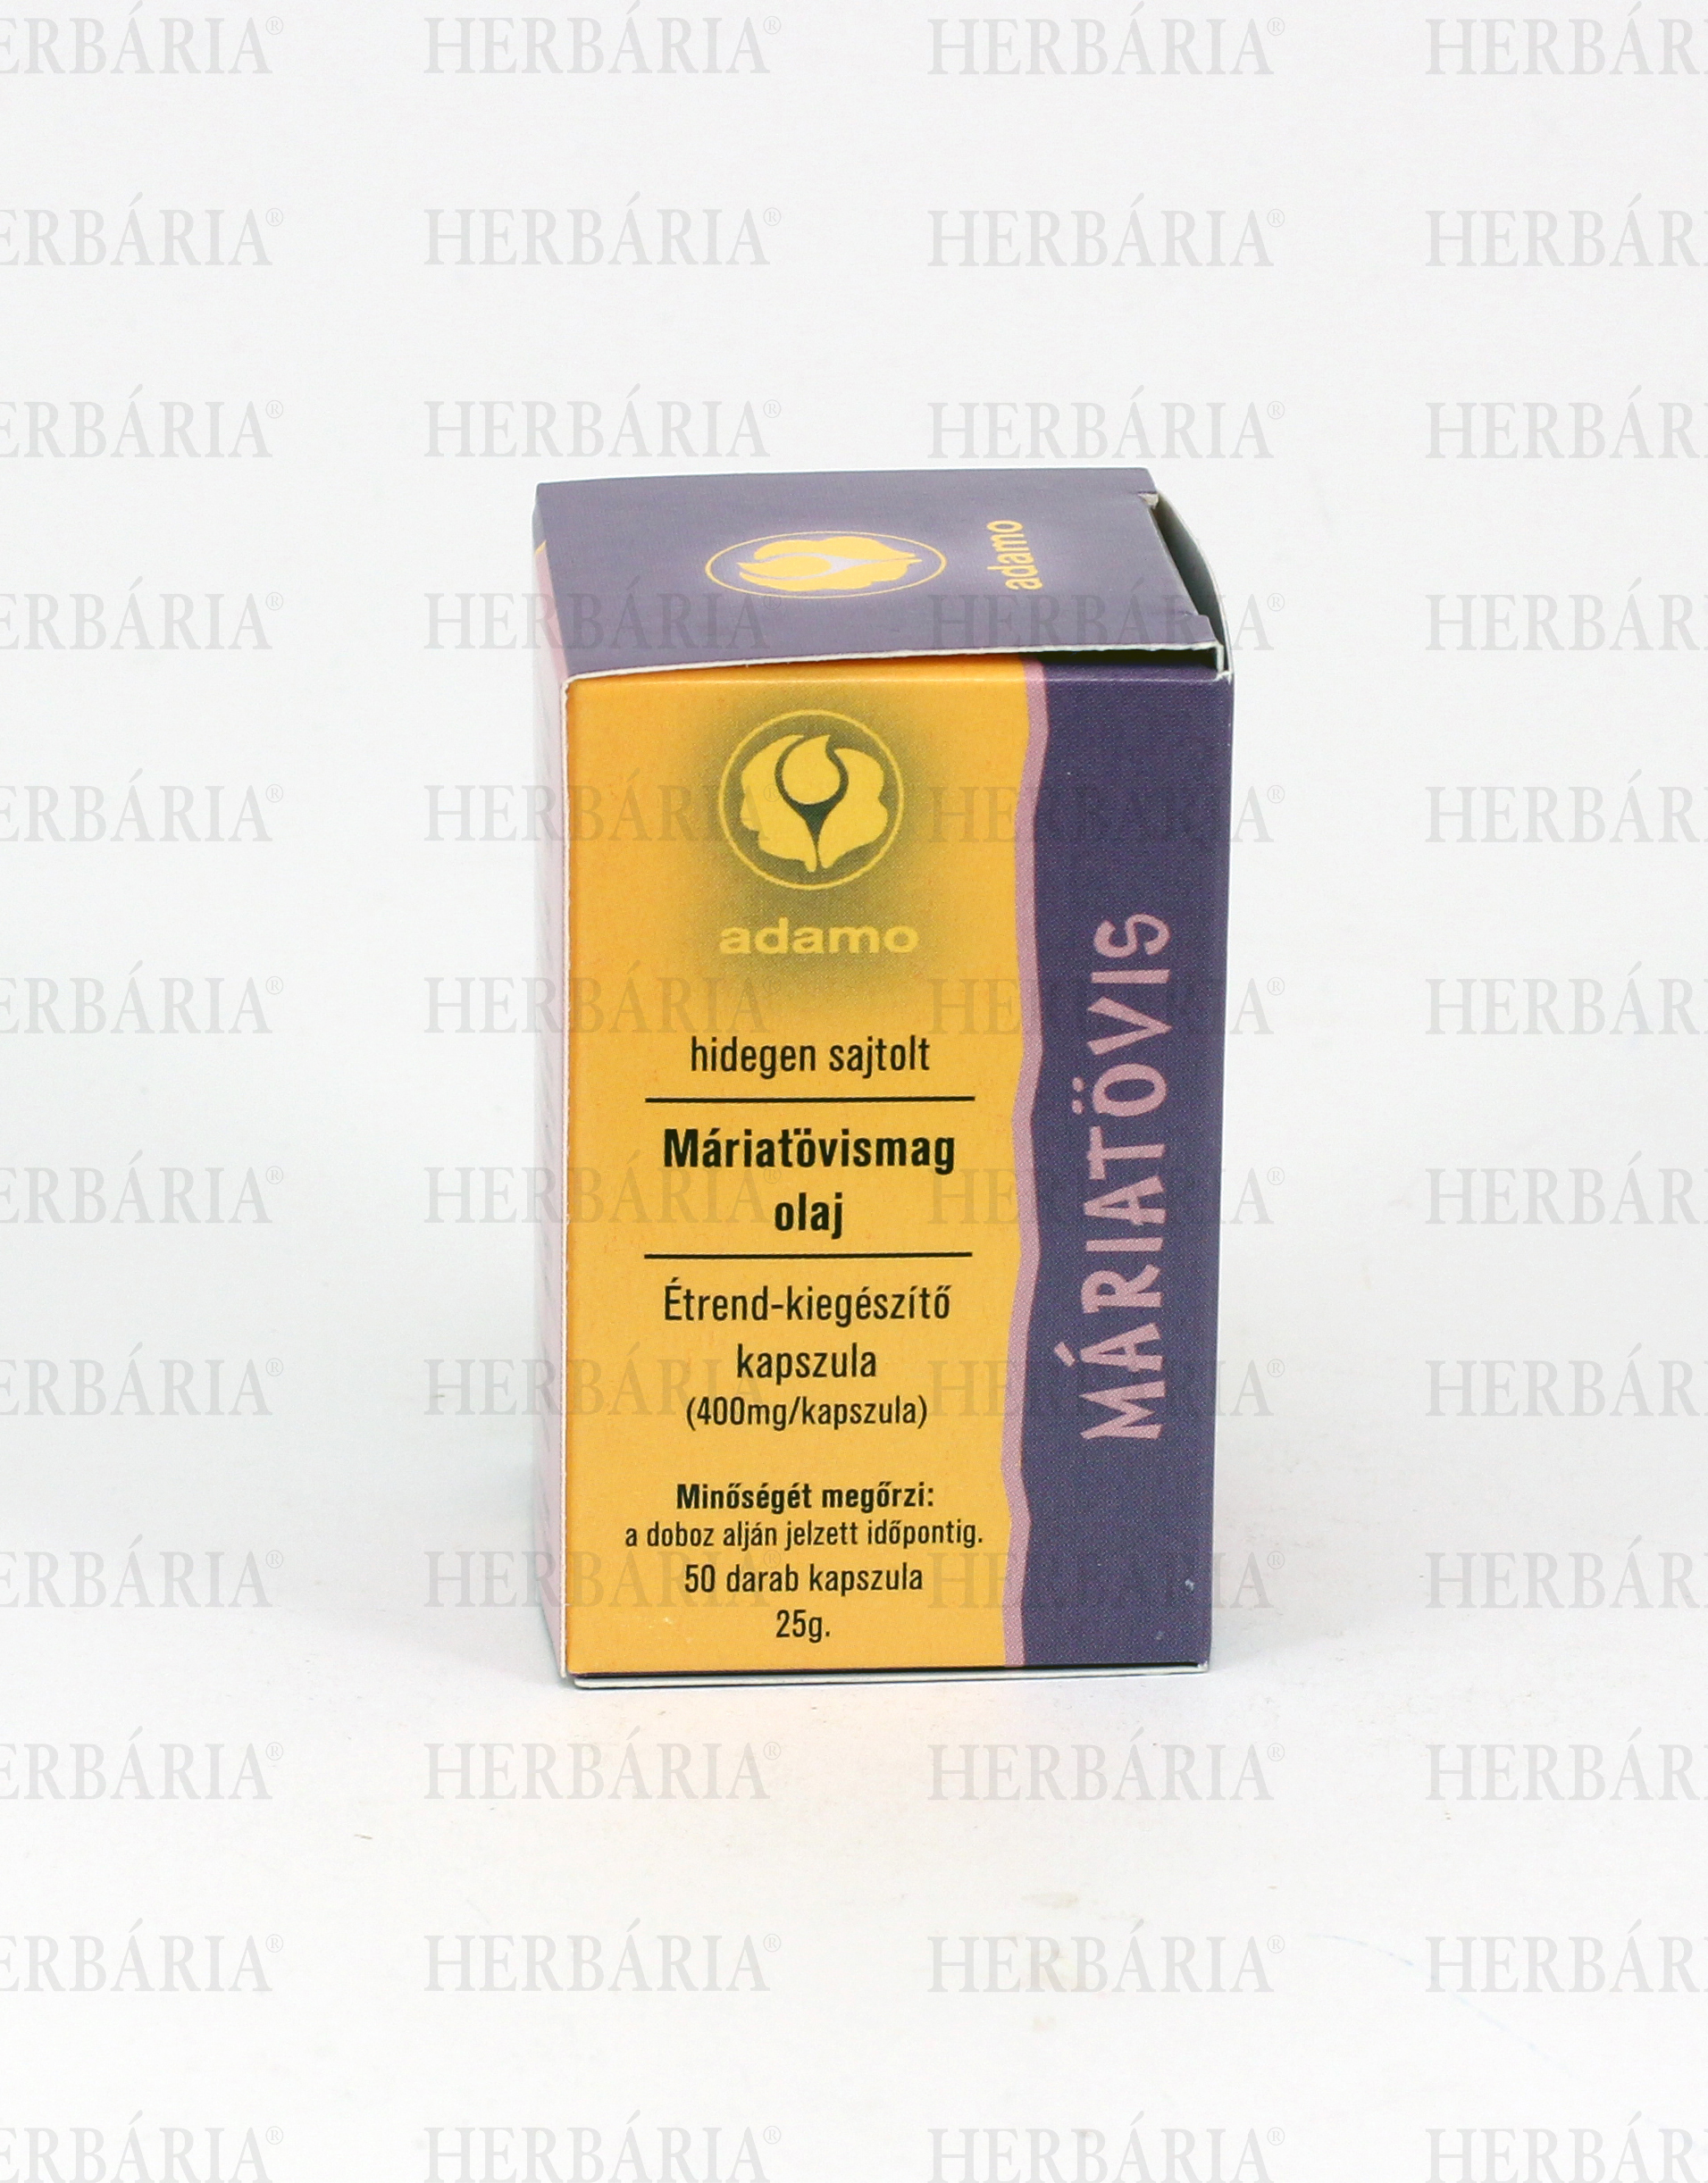 adamo
adamo
hidegen sajtolt
Máriatövismag
olaj
Étrend-kiegészítő
kapszula
(400mg/kapszula)
Minőségét megőrzi:
a doboz alján jelzett időpontig.
50 darab kapszula
25g.
MÁRIATÖVIS
HERBÁRIA®